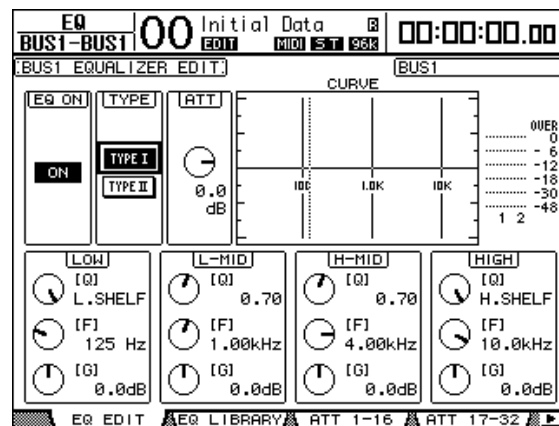 EQ
BUS1-BUS1
00 Initial Data
EDIT MIDI ST 96k
00:00:00.00
BUS1 EQUALIZER EDIT
BUS1
EQ ON
TYPE
ATT
CURVE
ON
TYPE I
TYPE II
0.0
dB
100 1.0K 10K
OVER
0
- 6
-12
-18
-30
-48
1 2
LOW
[Q]
L.SHELF
[F]
125 Hz
[G]
0.0dB
L-MID
[Q]
0.70
[F]
1.00kHz
[G]
0.0dB
H-MID
[Q]
0.70
[F]
4.00kHz
[G]
0.0dB
HIGH
[Q]
H.SHELF
[F]
10.0kHz
[G]
0.0dB
EQ EDIT
EQ LIBRARY
ATT 1-16
ATT 17-32